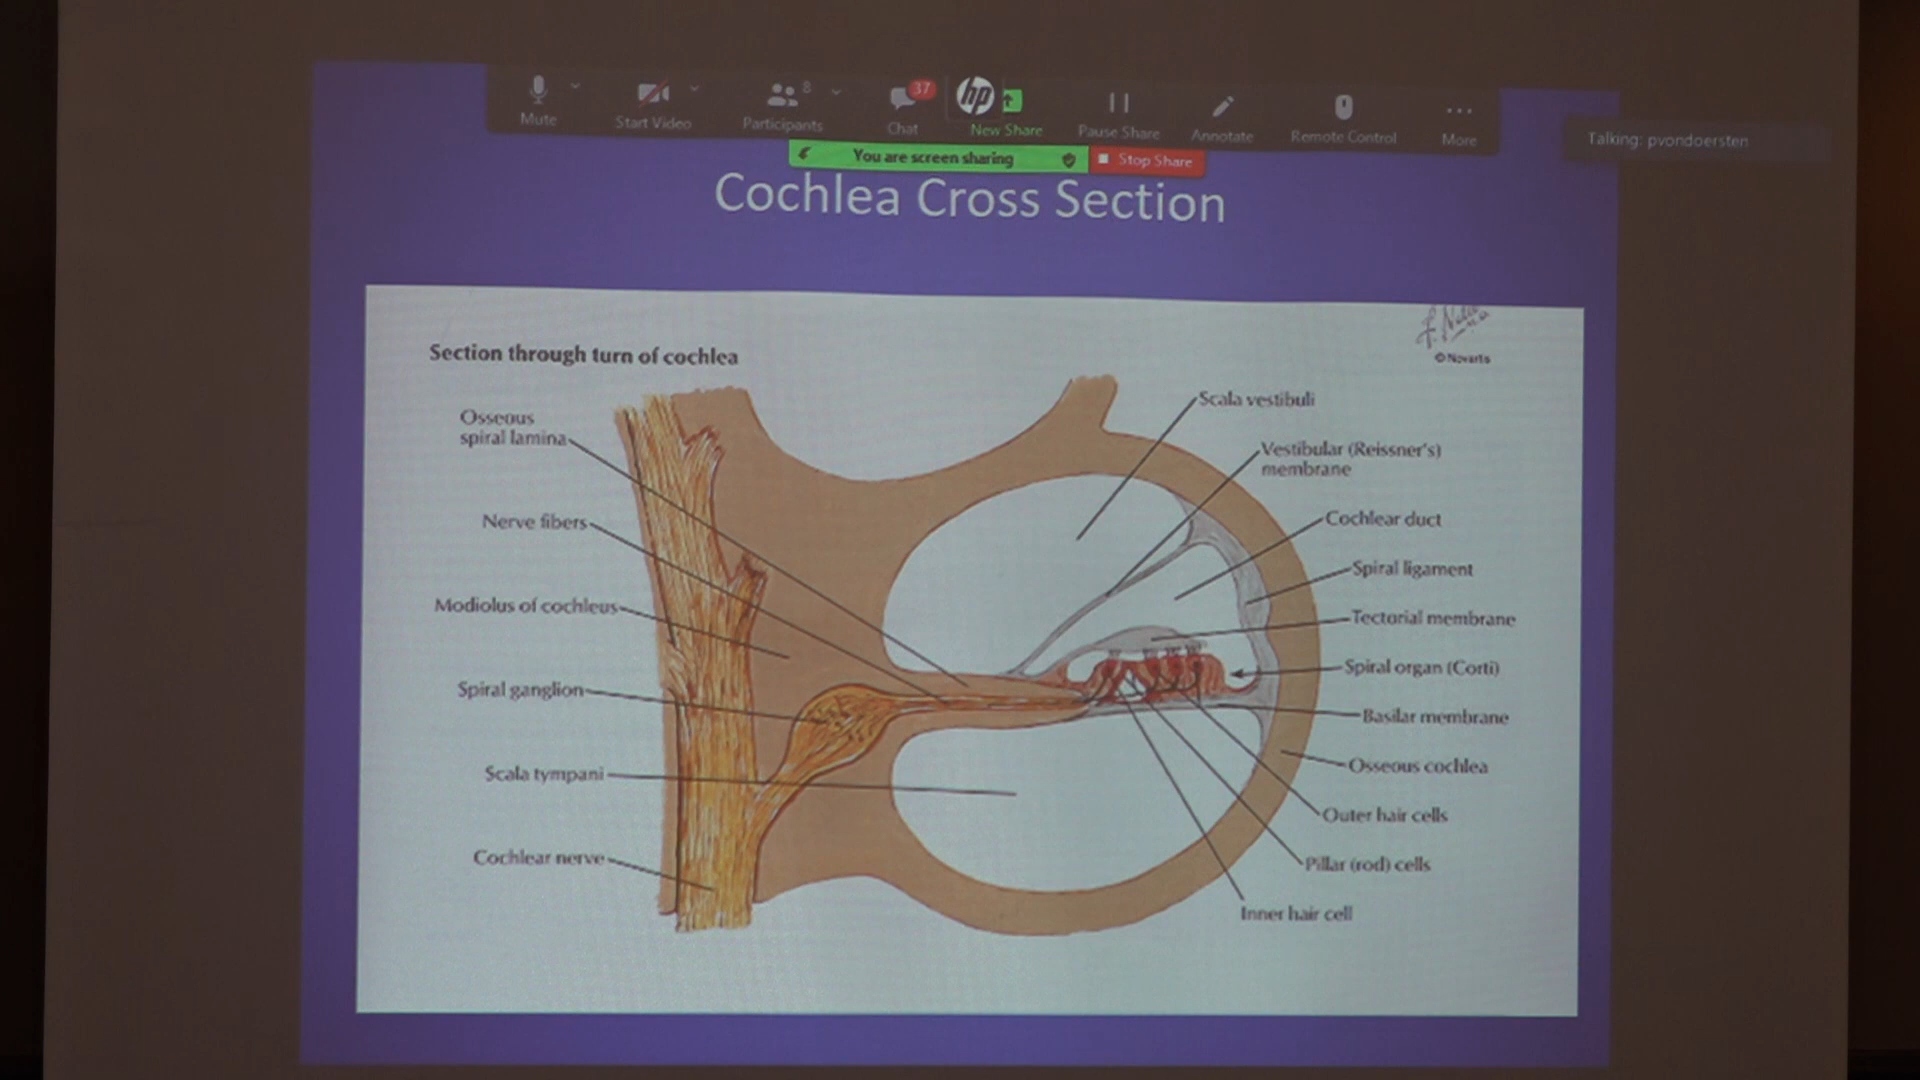 Mute
Start Video
Participants
8
Chat
37
hp
New Share
Pause Share
Annotate
Remote Control
More
Talking: pvondoersten
You are screen sharing
Stop Share
Cochlea Cross Section
© Novartis
Section through turn of cochlea
Osseous
spiral lamina
Nerve fibers
Modiolus of cochleus
Spiral ganglion
Scala tympani
Cochlear nerve
Scala vestibuli
Vestibular (Reissner's)
membrane
Cochlear duct
Spiral ligament
Tectorial membrane
Spiral organ (Corti)
Basilar membrane
Osseous cochlea
Outer hair cells
Pillar (rod) cells
Inner hair cell